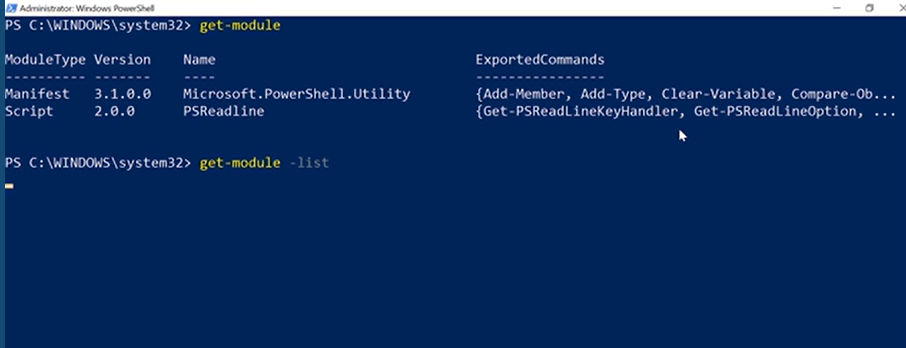 Administrator: Windows PowerShell
PS C:\WINDOWS\system32> get-module
ModuleType Version    Name                                ExportedCommands
---------- -------    ----                                ----------------
Manifest   3.1.0.0    Microsoft.PowerShell.Utility        {Add-Member, Add-Type, Clear-Variable, Compare-Ob...
Script     2.0.0      PSReadline                          {Get-PSReadLineKeyHandler, Get-PSReadLineOption, ...
PS C:\WINDOWS\system32> get-module -list